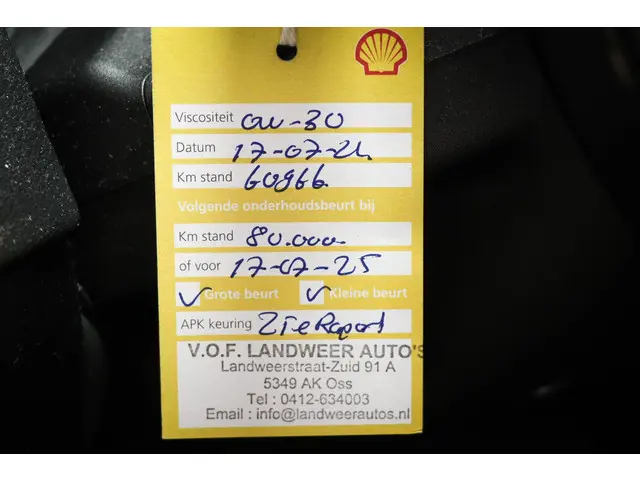 Viscositeit 0W-30
Datum 17-07-24
Km stand 60966
Volgende onderhoudsbeurt bij
Km stand 80.000
of voor 17-07-25
Grote beurt Kleine beurt
APK keuring Zie Raport
V.O.F. LANDWEER AUTO'S
Landweerstraat-Zuid 91 A
5349 AK Oss
Tel : 0412-634003
Email : info@landweerautos.nl